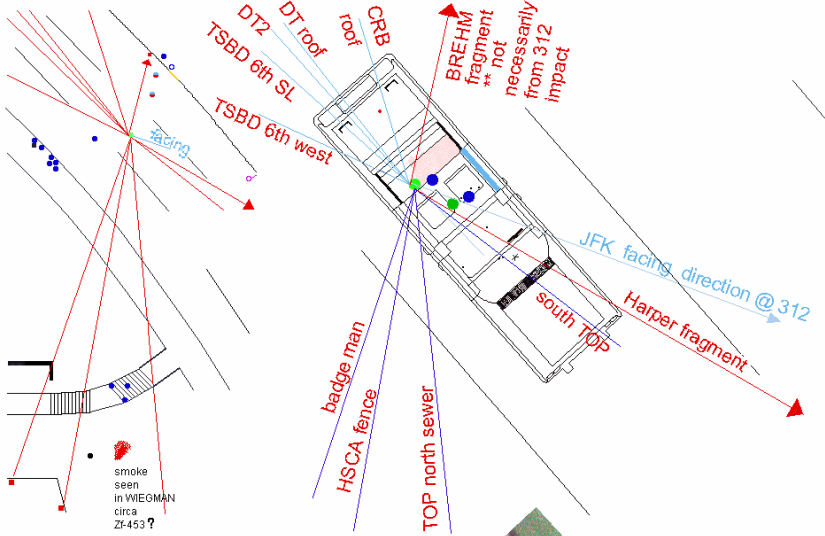 facing
smoke
seen
in WIEGMAN
circa
Zf-453 ?
DT2
DT roof
CRB
roof
TSBD 6th SL
TSBD 6th west
BREHM
fragment
** not
necessarily
from 312
impact
JFK facing direction @ 312
Harper fragment
south TOP
badge man
HSCA fence
TOP north sewer